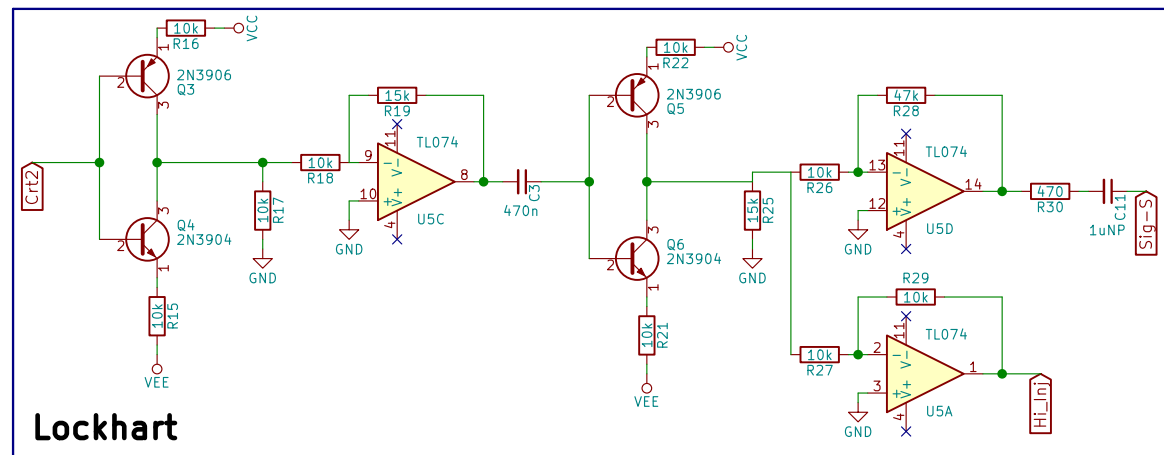 10k
R16
VCC
1
2
2N3906
Q3
3
Crt2
3
Q4
2N3904
2
1
10k
R15
VEE
10k
R17
GND
10k
R18
15k
R19
TL074
11
V-
9
-
10
+
V+
8
4
U5C
GND
C3
470n
10k
R22
VCC
1
2
2N3906
Q5
3
Q6
3
2N3904
2
1
10k
R21
VEE
15k
R25
GND
10k
R26
47k
R28
TL074
11
V-
13
-
12
+
V+
14
4
U5D
GND
470
R30
C11
1uNP
Sig-S
R29
10k
TL074
11
V-
10k
R27
2
-
3
+
V+
1
4
U5A
GND
Hi_Inj
Lockhart